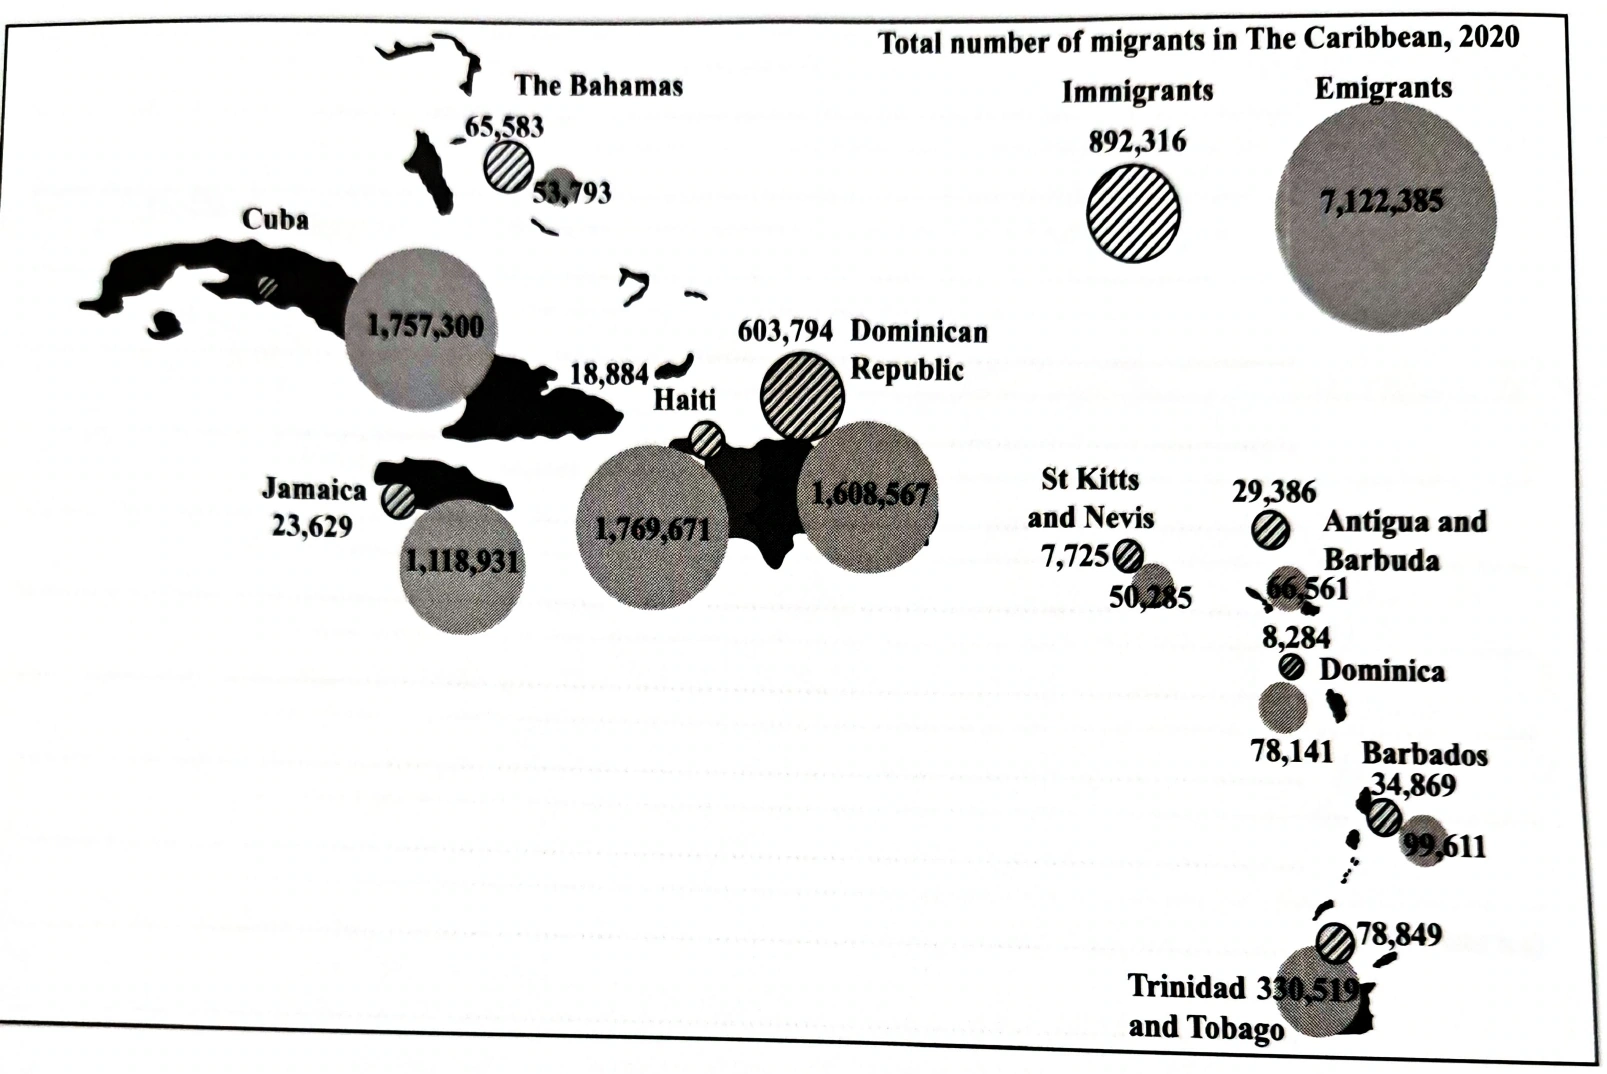 Total number of migrants in The Caribbean, 2020
Immigrants
892,316
Emigrants
7,122,385
The Bahamas
65,583
53,793
Cuba
1,757,300
18,884
Haiti
1,769,671
603,794
Dominican
Republic
1,608,567
Jamaica
23,629
1,118,931
St Kitts
and Nevis
7,725
50,285
29,386
Antigua and
Barbuda
66,561
8,284
Dominica
78,141
Barbados
34,869
99,611
78,849
Trinidad
and Tobago
330,519